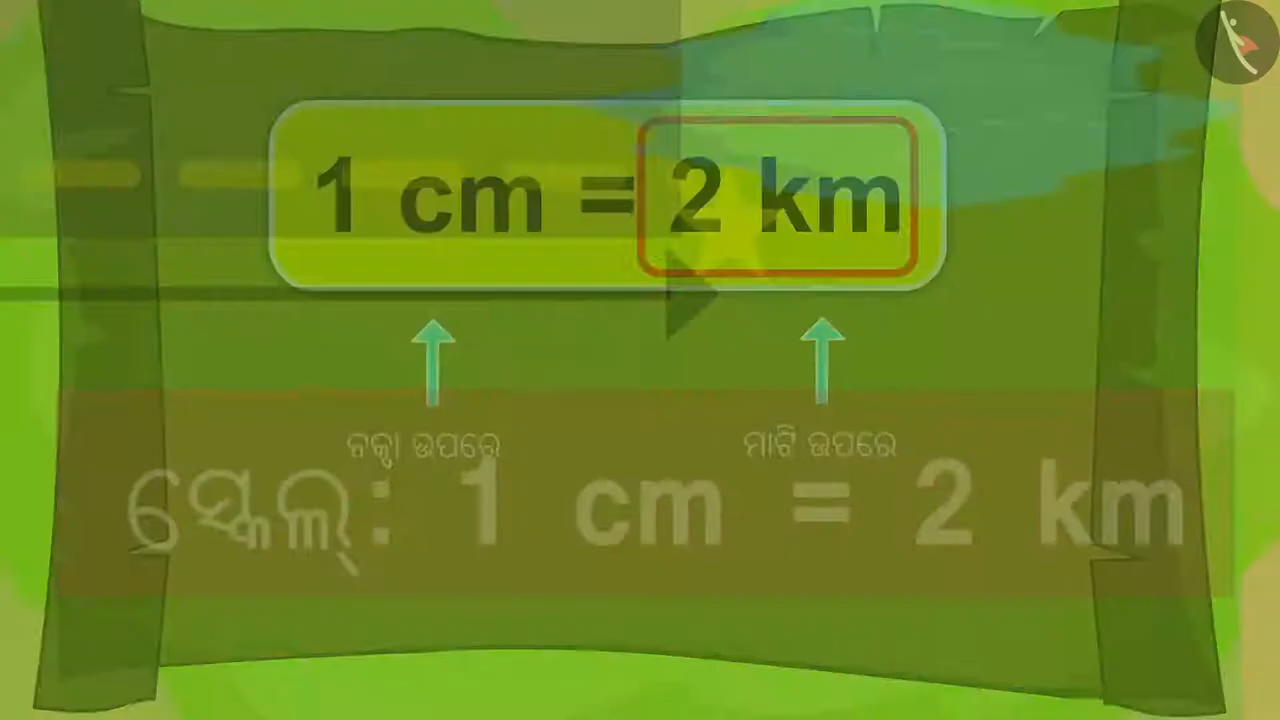 1 cm = 2 km
ନକ୍ସା ଉପରେ ମାଟି ଉପରେ
ସ୍କେଲ୍ : 1 cm = 2 km